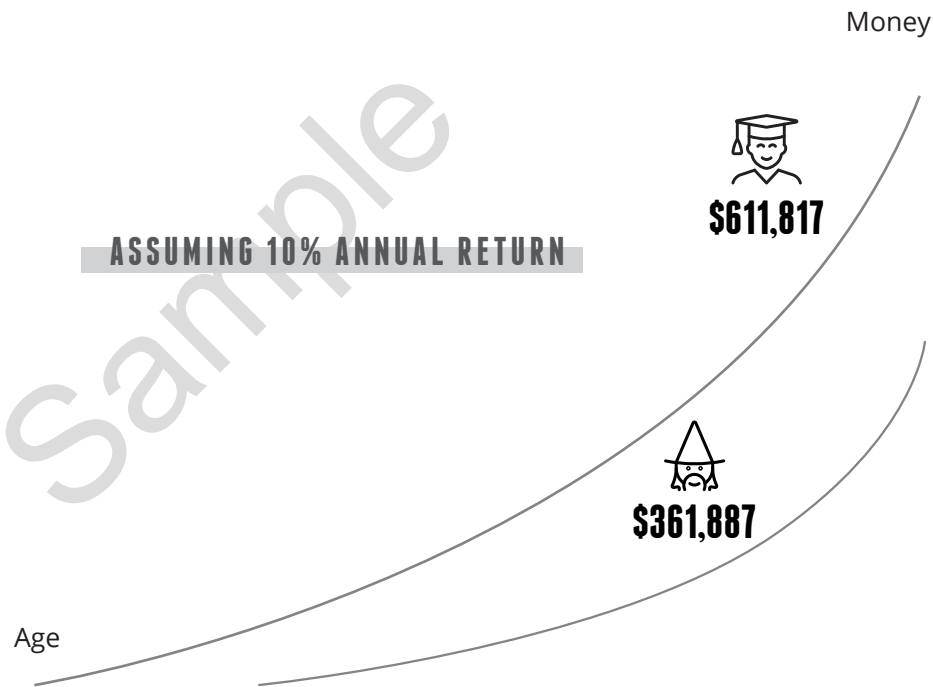 Money
$611,817
ASSUMING 10% ANNUAL RETURN
Sample
$361,887
Age